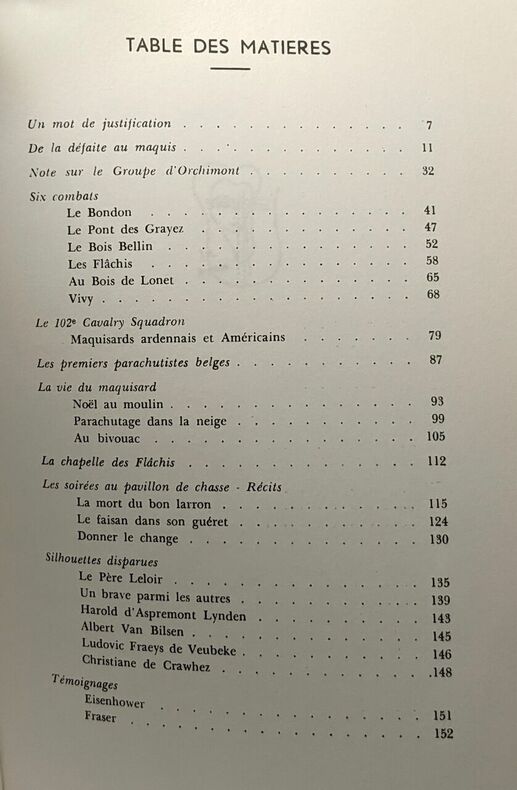 TABLE DES MATIERES
Un mot de justification . . . . . . . . . . . . . 7
De la défaite au maquis . . . . . . . . . . . . . 11
Note sur le Groupe d'Orchimont . . . . . . . . . . 32
Six combats
Le Bondon . . . . . . . . . . . . . 41
Le Pont des Grayez . . . . . . . . . . . 47
Le Bois Bellin . . . . . . . . . . . . 52
Les Flâchis . . . . . . . . . . . . . 58
Au Bois de Lonet . . . . . . . . . . . . 65
Vivy . . . . . . . . . . . . . . . 68
Le 102e Cavalry Squadron
Maquisards ardennais et Américains . . . . . . 79
Les premiers parachutistes belges . . . . . . . . . . 87
La vie du maquisard
Noël au moulin . . . . . . . . . . . . 93
Parachutage dans la neige . . . . . . . . . 99
Au bivouac . . . . . . . . . . . . . 105
La chapelle des Flâchis . . . . . . . . . . . . 112
Les soirées au pavillon de chasse - Récits
La mort du bon larron . . . . . . . . . . . 115
Le faisan dans son guéret . . . . . . . . . . 124
Donner le change . . . . . . . . . . . . 130
Silhouettes disparues
Le Père Leloir . . . . . . . . . . . . . 135
Un brave parmi les autres . . . . . . . . . . 139
Harold d'Aspremont Lynden . . . . . . . . . 143
Albert Van Bilsen . . . . . . . . . . . . 145
Ludovic Fraeys de Veubeke . . . . . . . . . 146
Christiane de Crawhez . . . . . . . . . . . 148
Témoignages
Eisenhower . . . . . . . . . . . . . 151
Fraser . . . . . . . . . . . . . . . 152